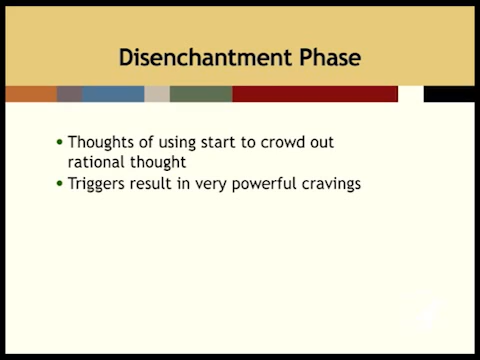 Disenchantment Phase
• Thoughts of using start to crowd out
rational thought
• Triggers result in very powerful cravings